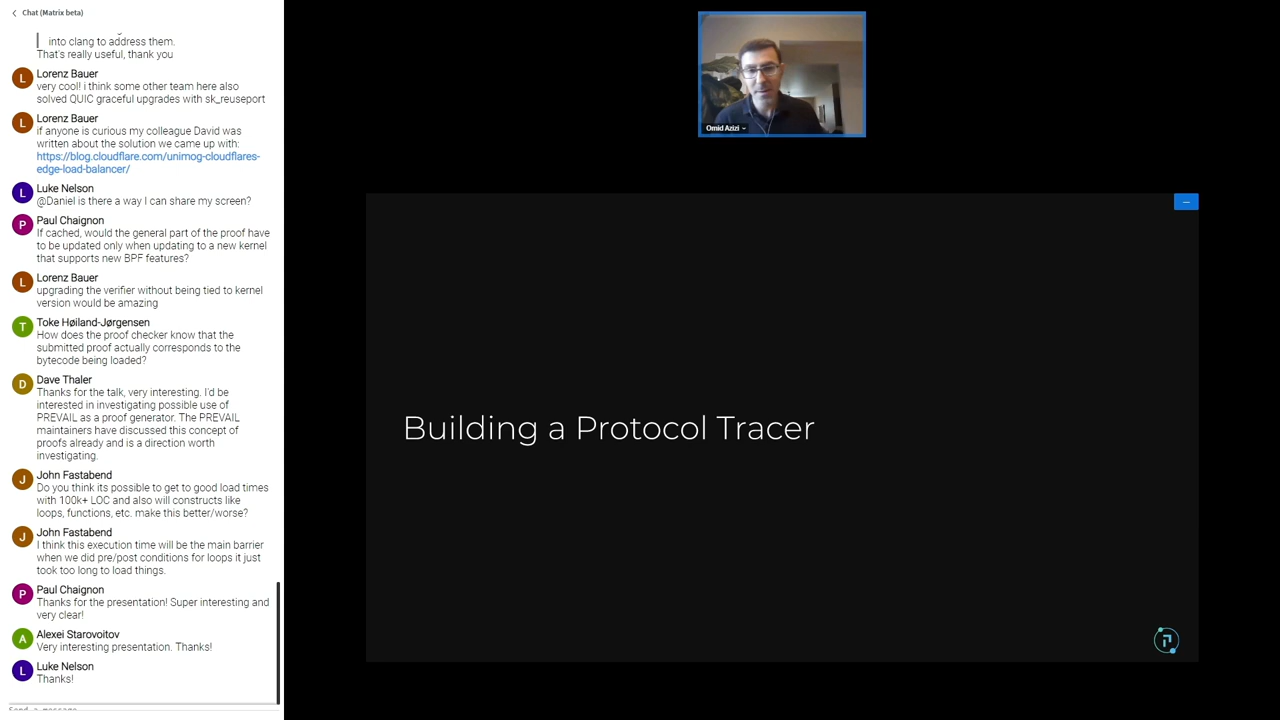 Chat (Matrix beta)
into clang to address them.
That's really useful, thank you
Lorenz Bauer
very cool! i think some other team here also
solved QUIC graceful upgrades with sk_reuseport
Lorenz Bauer
if anyone is curious my colleague David was
written about the solution we came up with:
https://blog.cloudflare.com/unimog-cloudflares-
edge-load-balancer/
Luke Nelson
@Daniel is there a way I can share my screen?
Paul Chaignon
If cached, would the general part of the proof have
to be updated only when updating to a new kernel
that supports new BPF features?
Lorenz Bauer
upgrading the verifier without being tied to kernel
version would be amazing
Toke Høiland-Jørgensen
How does the proof checker know that the
submitted proof actually corresponds to the
bytecode being loaded?
Dave Thaler
Thanks for the talk, very interesting. I'd be
interested in investigating possible use of
PREVAIL as a proof generator. The PREVAIL
maintainers have discussed this concept of
proofs already and is a direction worth
investigating.
John Fastabend
Do you think its possible to get to good load times
with 100k+ LOC and also will constructs like
loops, functions, etc. make this better/worse?
John Fastabend
I think this execution time will be the main barrier
when we did pre/post conditions for loops it just
took too long to load things.
Paul Chaignon
Thanks for the presentation! Super interesting and
very clear!
Alexei Starovoitov
Very interesting presentation. Thanks!
Luke Nelson
Thanks!
Send a message
Omid Azizi
Building a Protocol Tracer